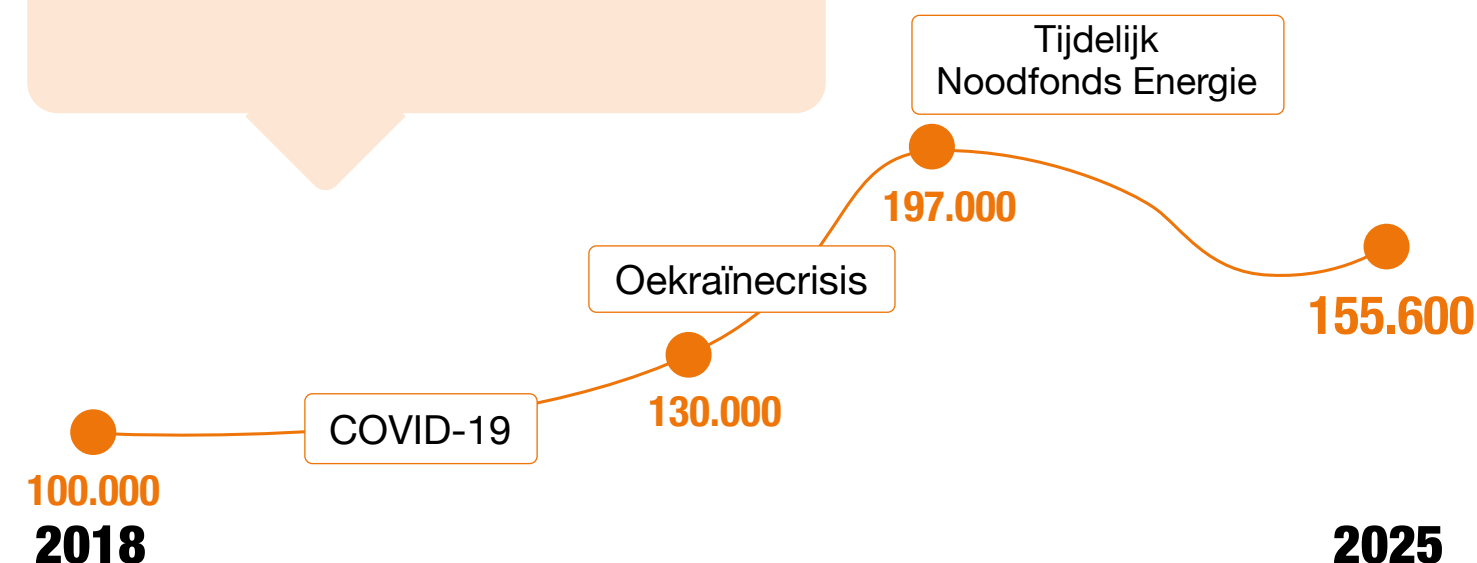 Tijdelijk
Noodfonds Energie
197.000
Oekraïnecrisis
155.600
130.000
COVID-19
100.000
2018
2025